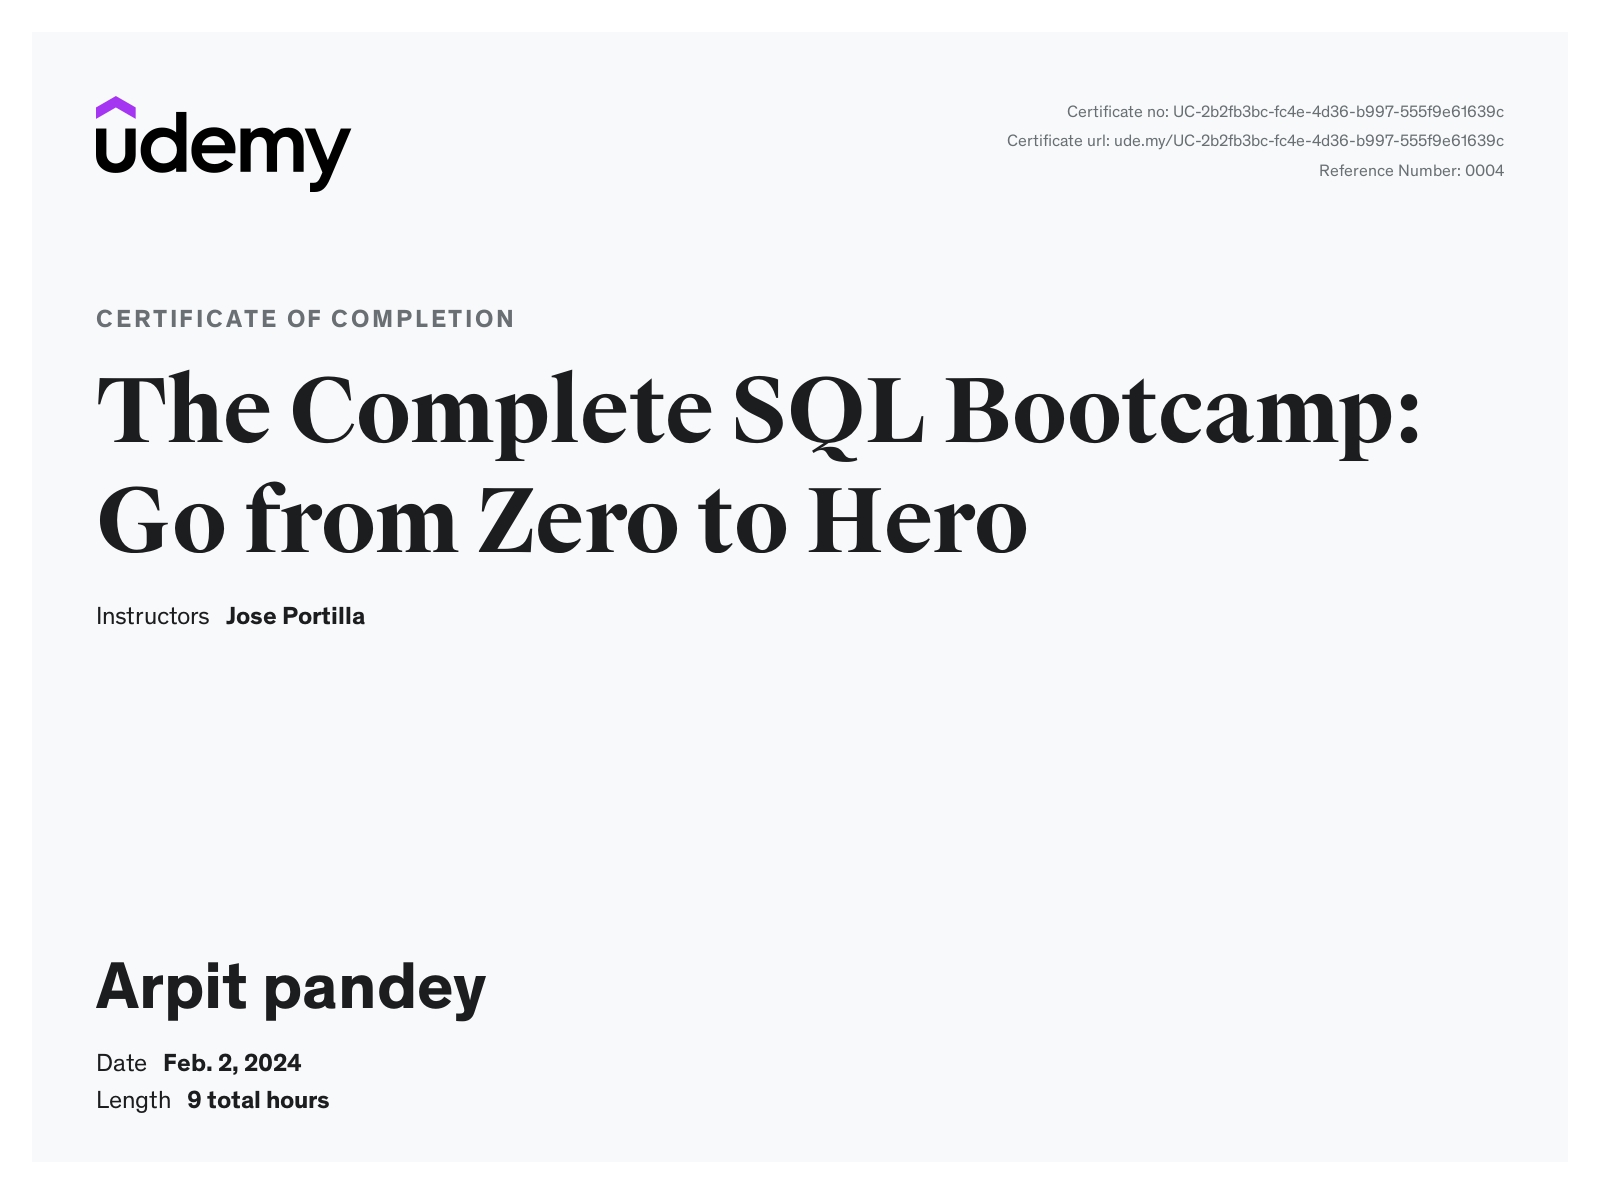 udemy
Certificate no: UC-2b2fb3bc-fc4e-4d36-b997-555f9e61639c
Certificate url: ude.my/UC-2b2fb3bc-fc4e-4d36-b997-555f9e61639c
Reference Number: 0004
CERTIFICATE OF COMPLETION
The Complete SQL Bootcamp:
Go from Zero to Hero
Instructors Jose Portilla
Arpit pandey
Date Feb. 2, 2024
Length 9 total hours